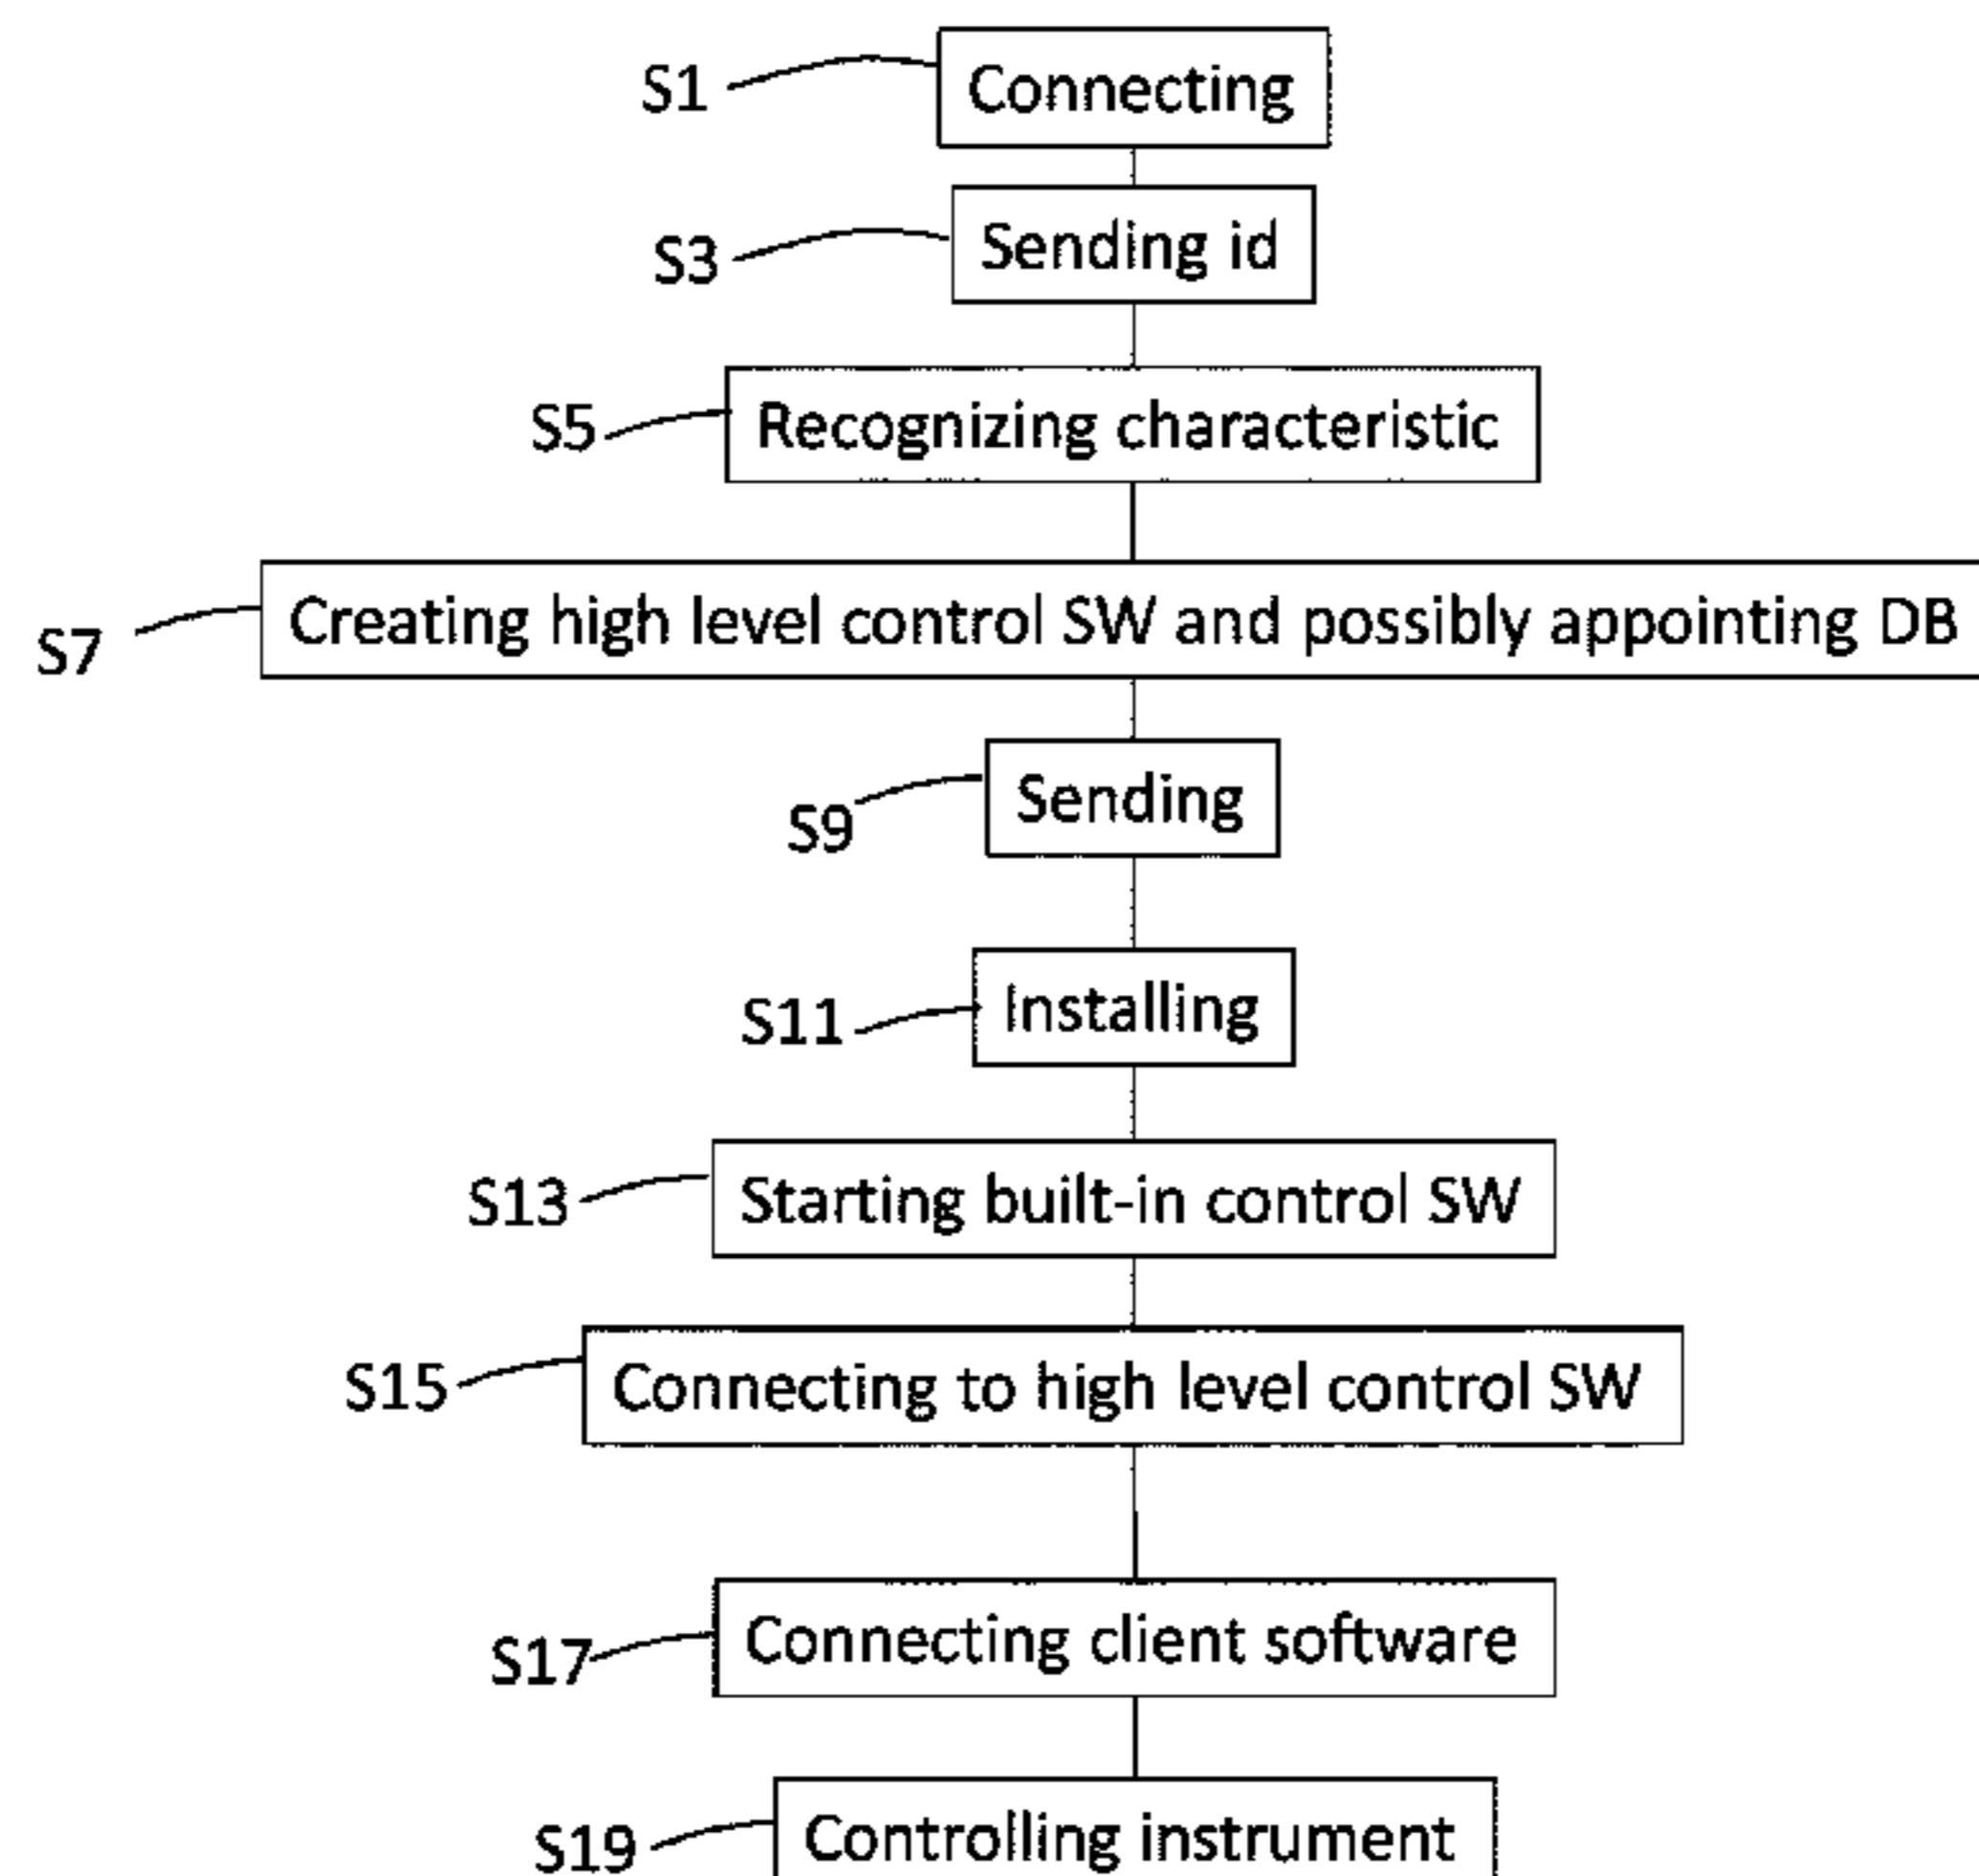 S1 Connecting
S3 Sending id
S5 Recognizing characteristic
S7 Creating high level control SW and possibly appointing DB
S9 Sending
S11 Installing
S13 Starting built-in control SW
S15 Connecting to high level control SW
S17 Connecting client software
S19 Controlling instrument